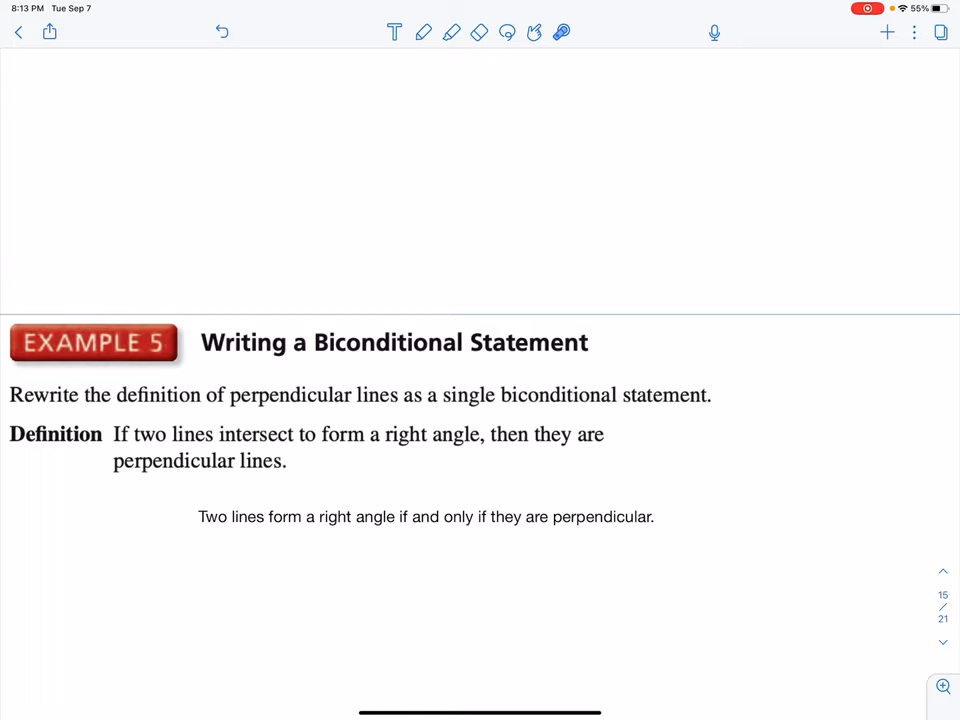 8:13 PM Tue Sep 7
55%
T
EXAMPLE 5 Writing a Biconditional Statement
Rewrite the definition of perpendicular lines as a single biconditional statement.
Definition If two lines intersect to form a right angle, then they are
perpendicular lines.
Two lines form a right angle if and only if they are perpendicular.
15
/
21